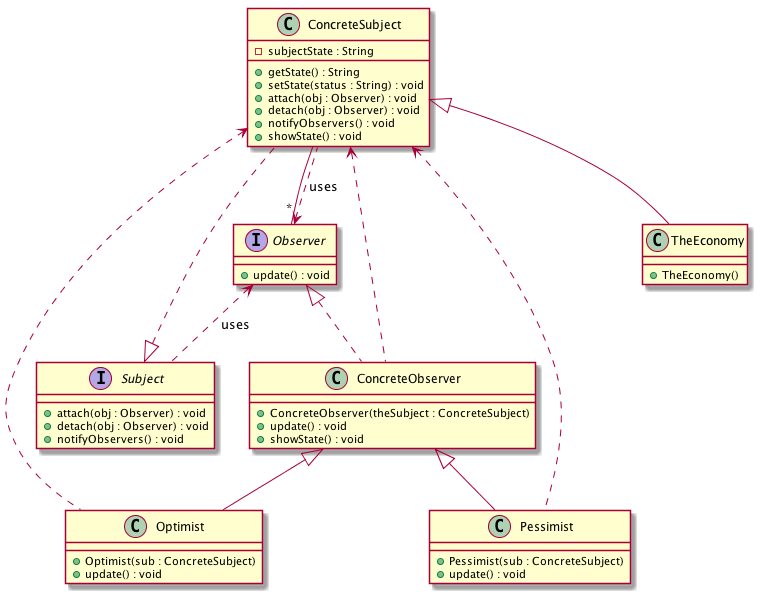 C ConcreteSubject
subjectState : String
getState() : String
setState(status : String) : void
attach(obj : Observer) : void
detach(obj : Observer) : void
notifyObservers() : void
showState() : void
uses
*
I Observer
update() : void
C TheEconomy
TheEconomy()
uses
I Subject
attach(obj : Observer) : void
detach(obj : Observer) : void
notifyObservers() : void
C ConcreteObserver
ConcreteObserver(theSubject : ConcreteSubject)
update() : void
showState() : void
C Optimist
Optimist(sub : ConcreteSubject)
update() : void
C Pessimist
Pessimist(sub : ConcreteSubject)
update() : void